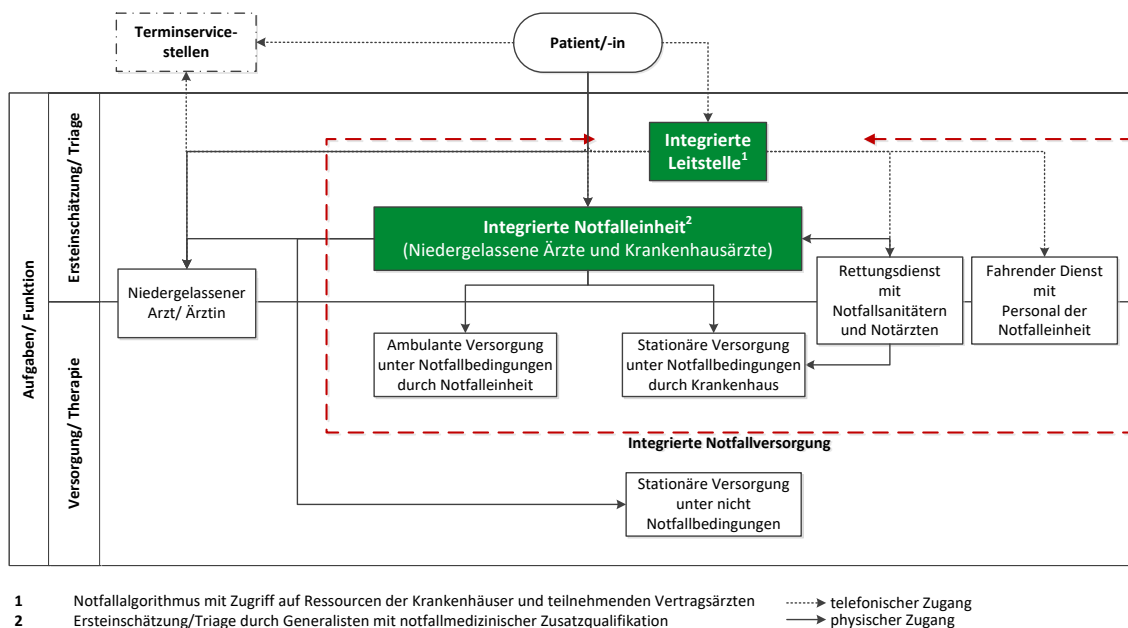 Terminservice-
stellen
Patient/-in
Aufgaben/ Funktion
Ersteinschätzung/ Triage
Integrierte
Leitstelle1
Integrierte Notfalleinheit2
(Niedergelassene Ärzte und Krankenhausärzte)
Niedergelassener
Arzt/ Ärztin
Rettungsdienst
mit
Notfallsanitätern
und Notärzten
Fahrender Dienst
mit
Personal der
Notfalleinheit
Versorgung/ Therapie
Ambulante Versorgung
unter Notfallbedingungen
durch Notfalleinheit
Stationäre Versorgung
unter Notfallbedingungen
durch Krankenhaus
Integrierte Notfallversorgung
Stationäre Versorgung
unter nicht
Notfallbedingungen
1 Notfallalgorithmus mit Zugriff auf Ressourcen der Krankenhäuser und teilnehmenden Vertragsärzten
2 Ersteinschätzung/Triage durch Generalisten mit notfallmedizinischer Zusatzqualifikation
telefonischer Zugang
physischer Zugang